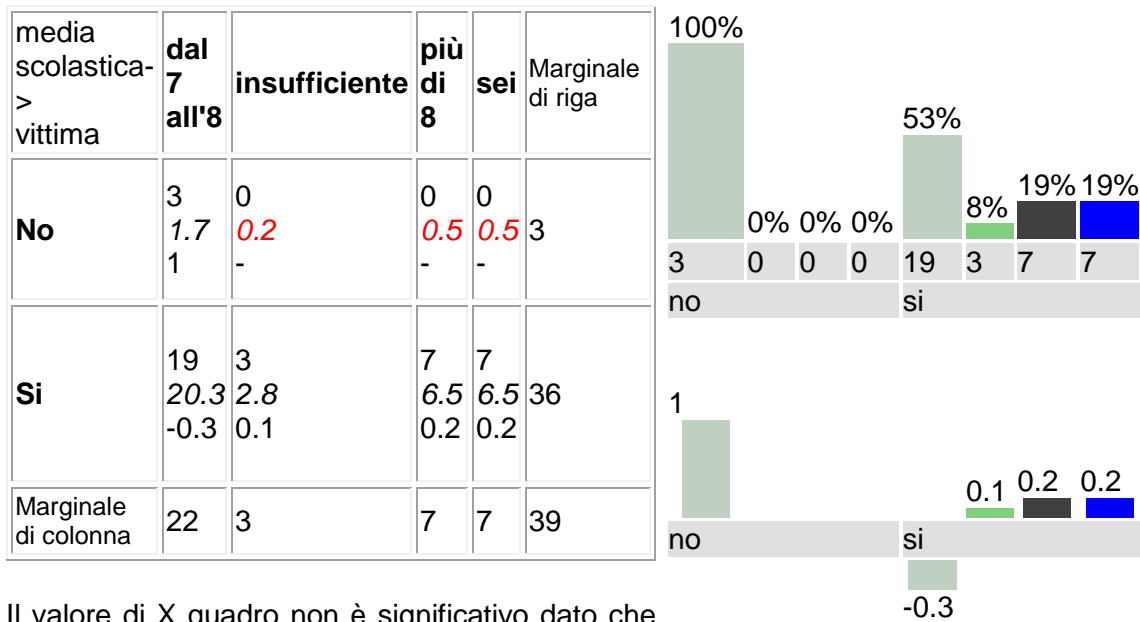 media scolastica-> vittima
dal 7 all'8
insufficiente
più di 8
sei
Marginale di riga
No
3 0 0 0
1.7 0.2 0.5 0.5 3
1 - - -
Si
19 3 7 7
20.3 2.8 6.5 6.5 36
-0.3 0.1 0.2 0.2
Marginale di colonna
22 3 7 7 39
Il valore di X quadro non è significativo dato che
100%
53%
0% 0% 0% 8% 19% 19%
3 0 0 0 19 3 7 7
no si
1
0.1 0.2 0.2
no si
-0.3